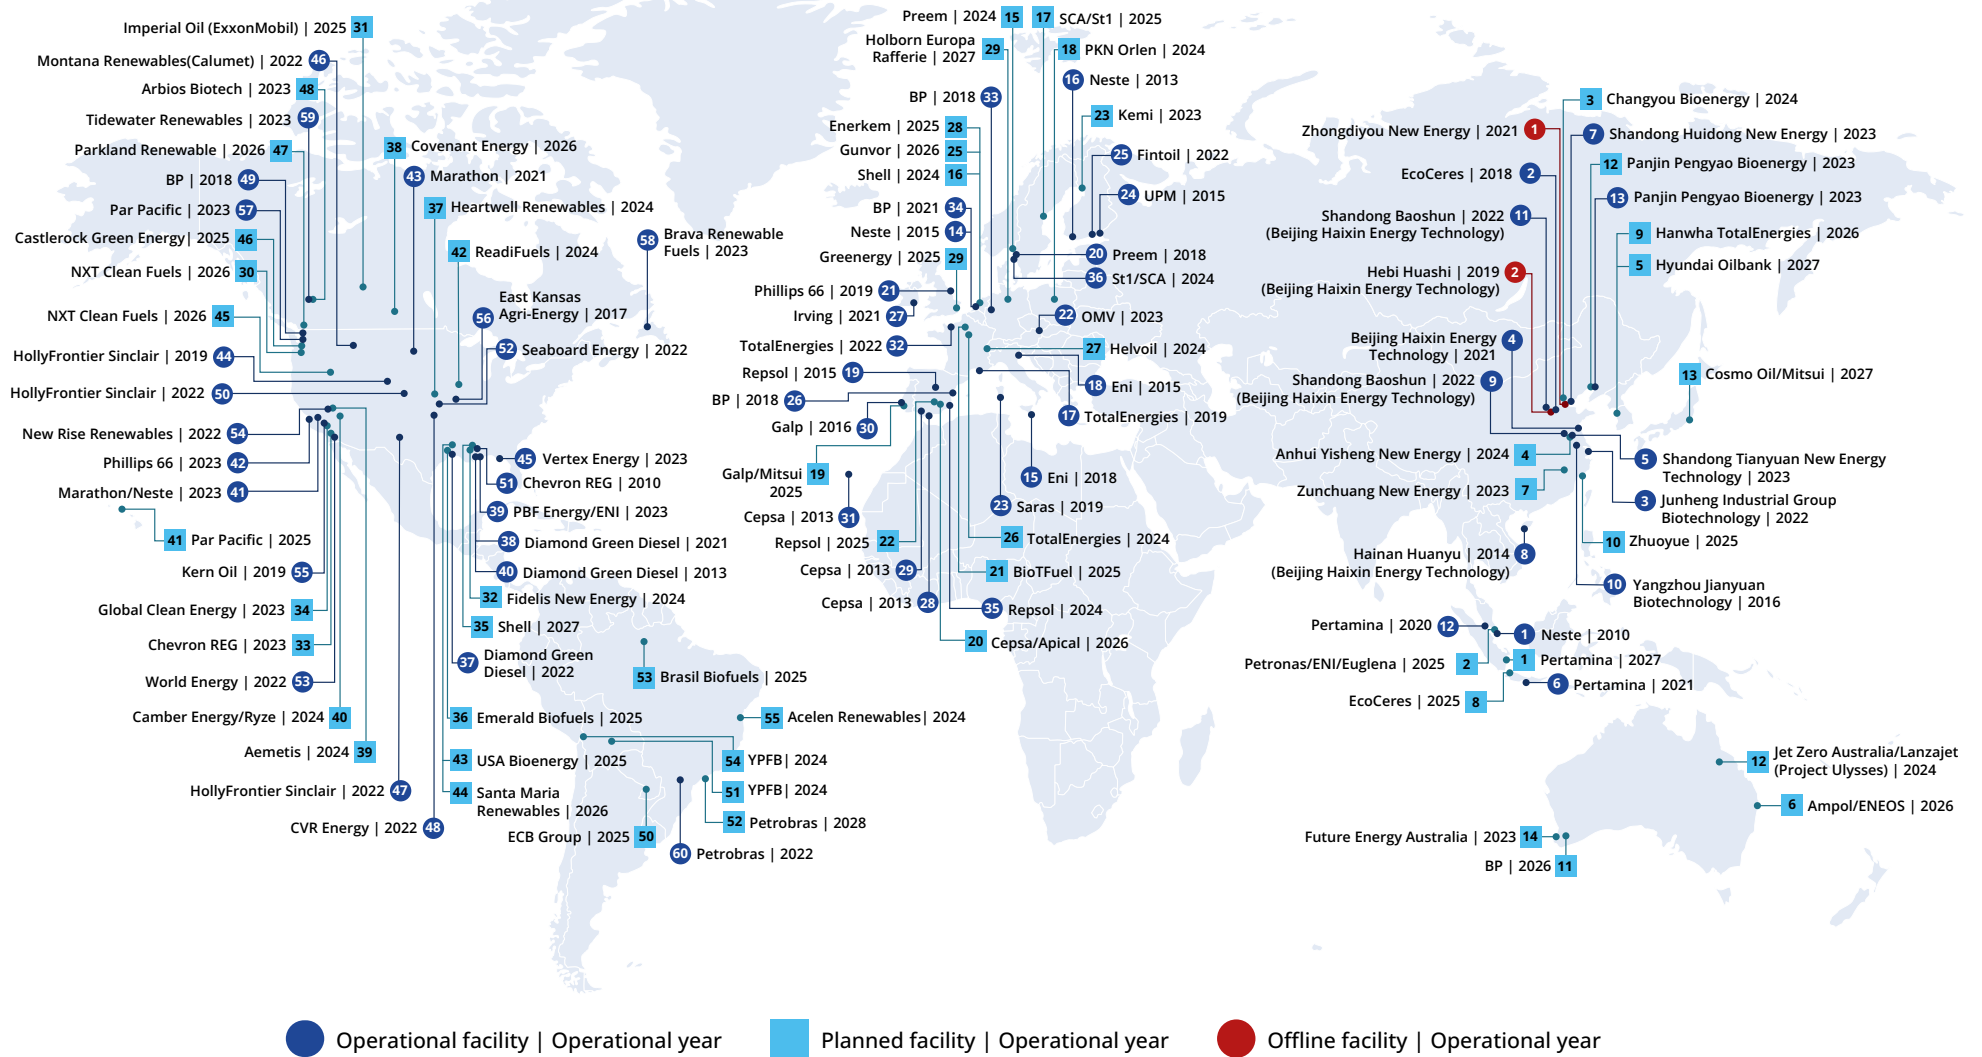 Imperial Oil (ExxonMobil) | 2025 31
Montana Renewables(Calumet) | 2022 46
Arbios Biotech | 2023 48
Tidewater Renewables | 2023 59
Parkland Renewable | 2026 47
BP | 2018 49
Par Pacific | 2023 57
Castlerock Green Energy| 2025 46
NXT Clean Fuels | 2026 30
NXT Clean Fuels | 2026 45
HollyFrontier Sinclair | 2019 44
HollyFrontier Sinclair | 2022 50
New Rise Renewables | 2022 54
Phillips 66 | 2023 42
Marathon/Neste | 2023 41
41 Par Pacific | 2025
Kern Oil | 2019 55
Global Clean Energy | 2023 34
Chevron REG | 2023 33
World Energy | 2022 53
Camber Energy/Ryze | 2024 40
Aemetis | 2024 39
HollyFrontier Sinclair | 2022 47
CVR Energy | 2022 48
38 Covenant Energy | 2026
43 Marathon | 2021
37 Heartwell Renewables | 2024
42 ReadiFuels | 2024
58 Brava Renewable
Fuels | 2023
56 East Kansas
Agri-Energy | 2017
52 Seaboard Energy | 2022
45 Vertex Energy | 2023
51 Chevron REG | 2010
39 PBF Energy/ENI | 2023
38 Diamond Green Diesel | 2021
40 Diamond Green Diesel | 2013
32 Fidelis New Energy | 2024
35 Shell | 2027
37 Diamond Green
Diesel | 2022
36 Emerald Biofuels | 2025
43 USA Bioenergy | 2025
44 Santa Maria
Renewables | 2026
53 Brasil Biofuels | 2025
55 Acelen Renewables| 2024
54 YPFB| 2024
51 YPFB| 2024
52 Petrobras | 2028
ECB Group | 2025 50
60 Petrobras | 2022
Preem | 2024 15
17 SCA/St1 | 2025
Holborn Europa
Rafferie | 2027 29
18 PKN Orlen | 2024
16 Neste | 2013
BP | 2018 33
23 Kemi | 2023
Enerkem | 2025 28
Gunvor | 2026 25
25 Fintoil | 2022
Shell | 2024 16
24 UPM | 2015
BP | 2021 34
Neste | 2015 14
Greenergy | 2025 29
20 Preem | 2018
36 St1/SCA | 2024
Phillips 66 | 2019 21
Irving | 2021 27
22 OMV | 2023
TotalEnergies | 2022 32
27 Helvoil | 2024
Repsol | 2015 19
18 Eni | 2015
BP | 2018 26
17 TotalEnergies | 2019
Galp | 2016 30
Galp/Mitsui 19
2025
15 Eni | 2018
23 Saras | 2019
Cepsa | 2013 31
Repsol | 2025 22
26 TotalEnergies | 2024
Cepsa | 2013 29
21 BioTFuel | 2025
Cepsa | 2013 28
35 Repsol | 2024
20 Cepsa/Apical | 2026
3 Changyou Bioenergy | 2024
Zhongdiyou New Energy | 2021 1
7 Shandong Huidong New Energy | 2023
12 Panjin Pengyao Bioenergy | 2023
EcoCeres | 2018 2
13 Panjin Pengyao Bioenergy | 2023
Shandong Baoshun | 2022 11
(Beijing Haixin Energy Technology)
9 Hanwha TotalEnergies | 2026
5 Hyundai Oilbank | 2027
Hebi Huashi | 2019 2
(Beijing Haixin Energy Technology)
Beijing Haixin Energy 4
Technology | 2021
13 Cosmo Oil/Mitsui | 2027
Shandong Baoshun | 2022 9
(Beijing Haixin Energy Technology)
Anhui Yisheng New Energy | 2024 4
5 Shandong Tianyuan New Energy
Technology | 2023
Zunchuang New Energy | 2023 7
3 Junheng Industrial Group
Biotechnology | 2022
10 Zhuoyue | 2025
Hainan Huanyu | 2014 8
(Beijing Haixin Energy Technology)
10 Yangzhou Jianyuan
Biotechnology | 2016
Pertamina | 2020 12
1 Neste | 2010
Petronas/ENI/Euglena | 2025 2
1 Pertamina | 2027
6 Pertamina | 2021
EcoCeres | 2025 8
12 Jet Zero Australia/Lanzajet
(Project Ulysses) | 2024
6 Ampol/ENEOS | 2026
Future Energy Australia | 2023 14
BP | 2026 11
Operational facility | Operational year
Planned facility | Operational year
Offline facility | Operational year